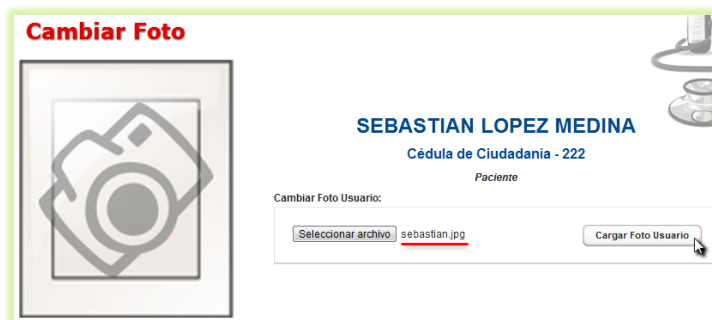 Cambiar Foto
SEBASTIAN LOPEZ MEDINA
Cédula de Ciudadanía - 222
Paciente
Cambiar Foto Usuario:
Seleccionar archivo sebastian.jpg
Cargar Foto Usuario